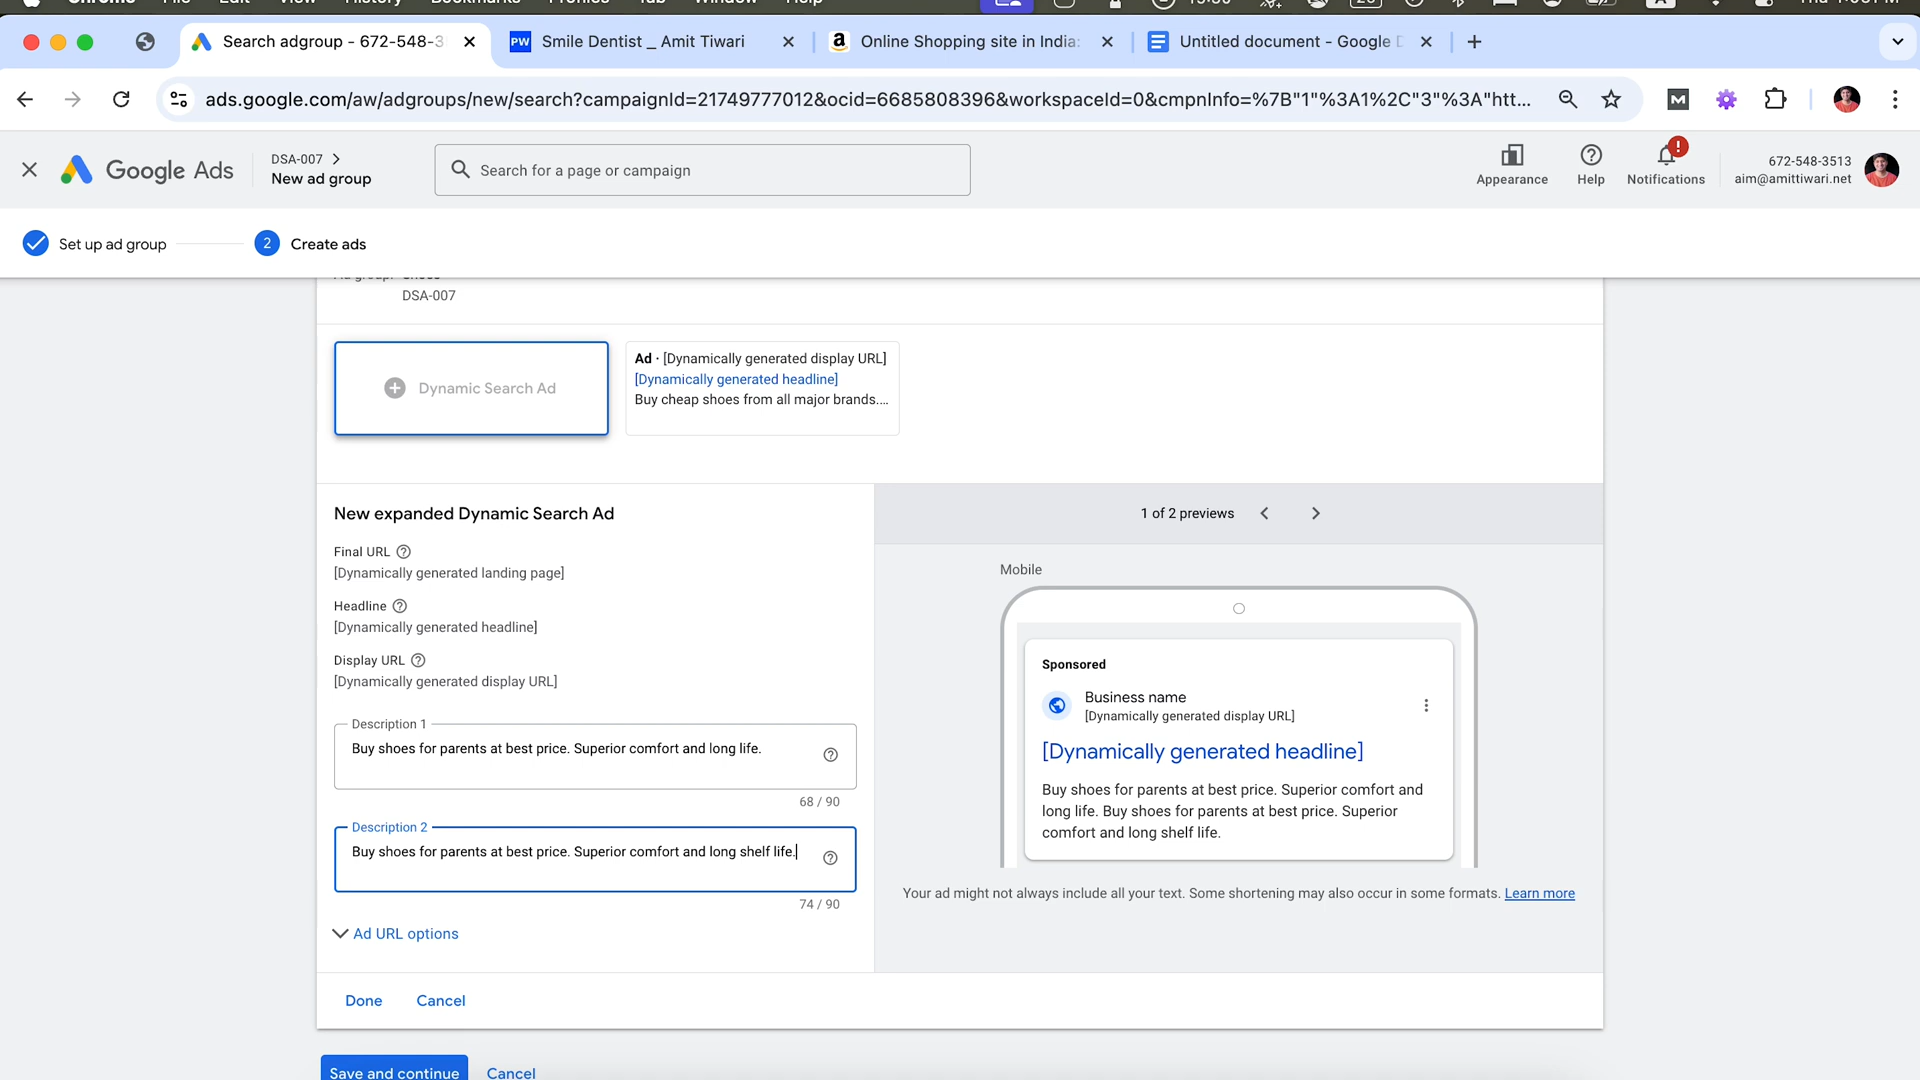 Search adgroup - 672-548-3
Smile Dentist _ Amit Tiwari
Online Shopping site in India:
Untitled document - Google D
ads.google.com/aw/adgroups/new/search?campaignId=21749777012&ocid=6685808396&workspaceId=0&cmpnInfo=%7B"1"%3A1%2C"3"%3A"htt...
Google Ads
DSA-007
New ad group
Search for a page or campaign
Appearance
Help
Notifications
672-548-3513
aim@amittiwari.net
Set up ad group
2
Create ads
DSA-007
Dynamic Search Ad
Ad · [Dynamically generated display URL]
[Dynamically generated headline]
Buy cheap shoes from all major brands....
New expanded Dynamic Search Ad
Final URL
[Dynamically generated landing page]
Headline
[Dynamically generated headline]
Display URL
[Dynamically generated display URL]
Description 1
Buy shoes for parents at best price. Superior comfort and long life.
68 / 90
Description 2
Buy shoes for parents at best price. Superior comfort and long shelf life.
74 / 90
Ad URL options
1 of 2 previews
Mobile
Sponsored
Business name
[Dynamically generated display URL]
[Dynamically generated headline]
Buy shoes for parents at best price. Superior comfort and
long life. Buy shoes for parents at best price. Superior
comfort and long shelf life.
Your ad might not always include all your text. Some shortening may also occur in some formats. Learn more
Done
Cancel
Save and continue
Cancel